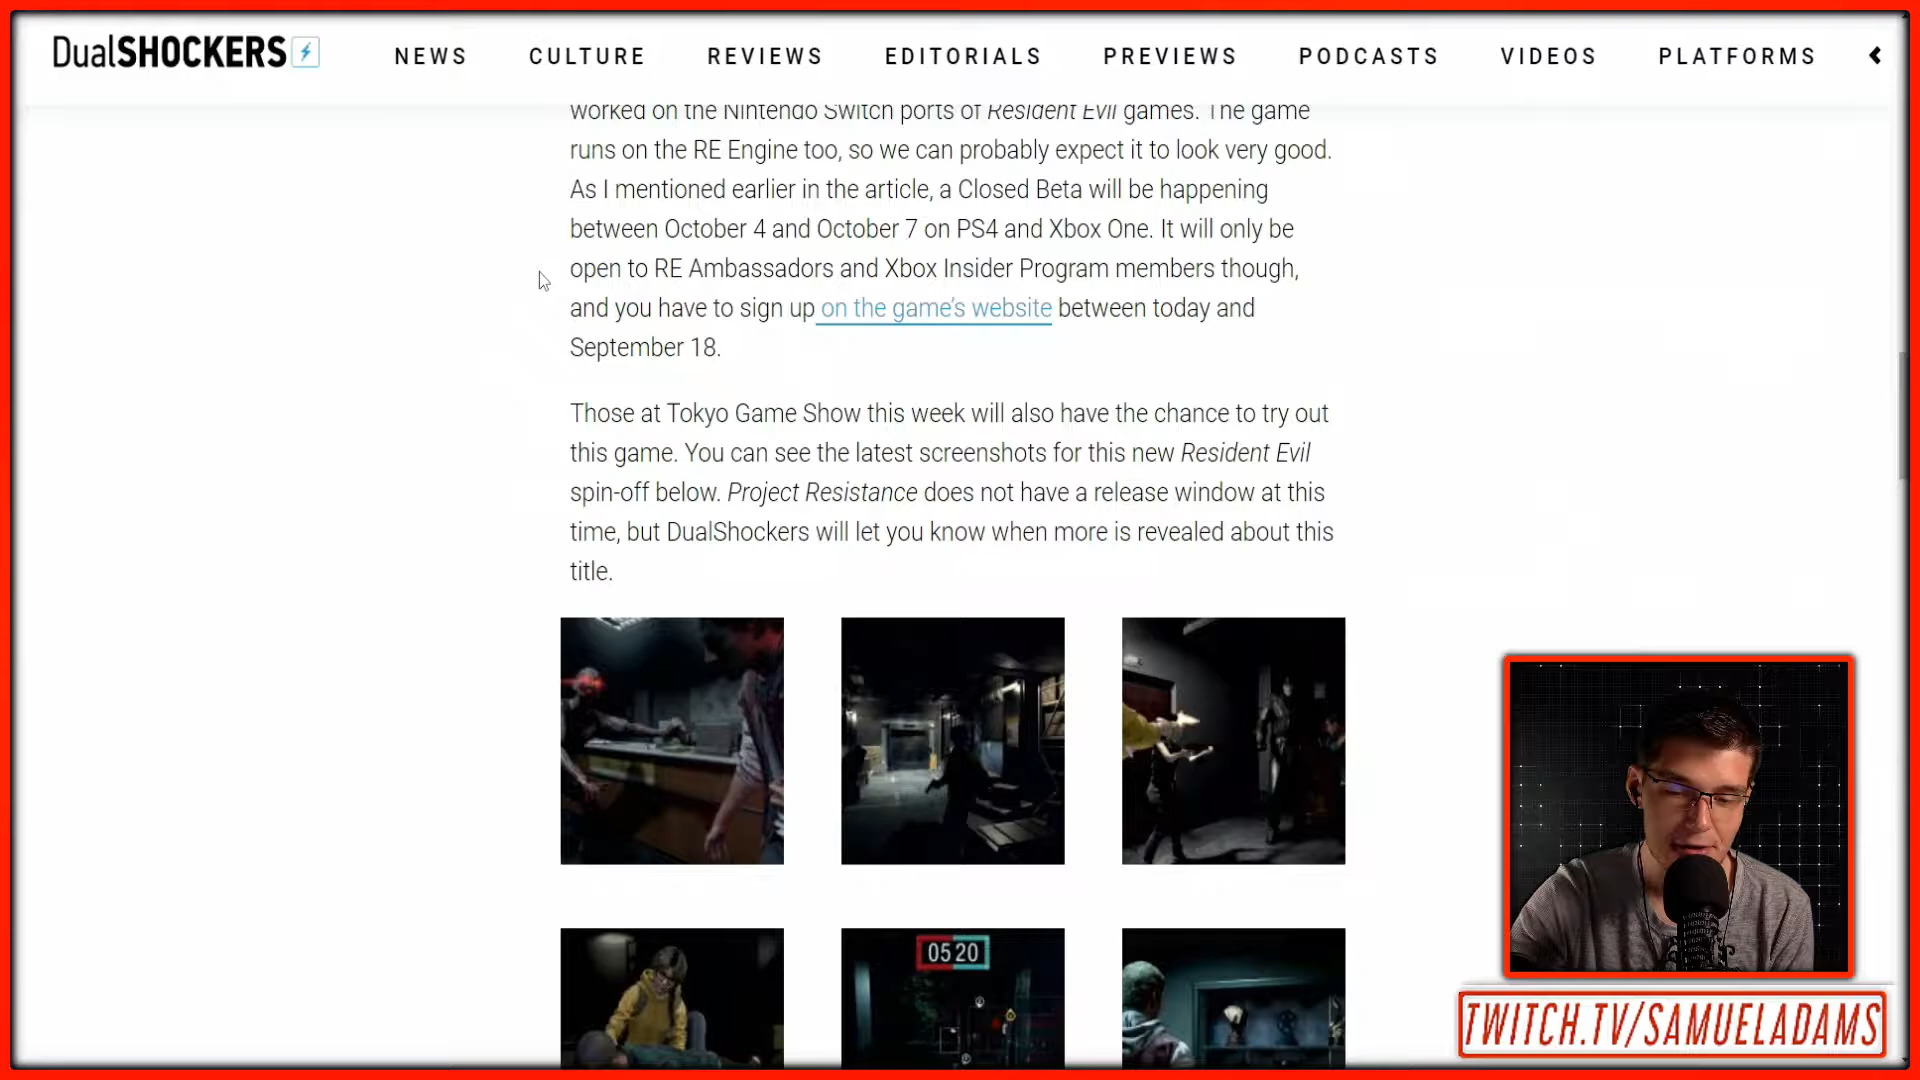 DualSHOCKERS
NEWS CULTURE REVIEWS EDITORIALS PREVIEWS PODCASTS VIDEOS PLATFORMS
worked on the Nintendo Switch ports of Resident Evil games. The game
runs on the RE Engine too, so we can probably expect it to look very good.
As I mentioned earlier in the article, a Closed Beta will be happening
between October 4 and October 7 on PS4 and Xbox One. It will only be
open to RE Ambassadors and Xbox Insider Program members though,
and you have to sign up on the game’s website between today and
September 18.
Those at Tokyo Game Show this week will also have the chance to try out
this game. You can see the latest screenshots for this new Resident Evil
spin-off below. Project Resistance does not have a release window at this
time, but DualShockers will let you know when more is revealed about this
title.
05 20
TWITCH.TV/SAMUELADAMS